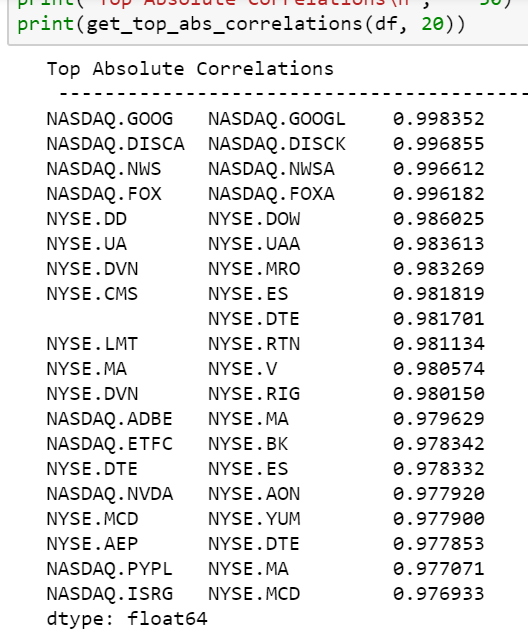 print("Top Absolute Correlations\n",
print(get_top_abs_correlations(df, 20))
Top Absolute Correlations
----------------------------------------
NASDAQ.GOOG NASDAQ.GOOGL 0.998352
NASDAQ.DISCA NASDAQ.DISCK 0.996855
NASDAQ.NWS NASDAQ.NWSA 0.996612
NASDAQ.FOX NASDAQ.FOXA 0.996182
NYSE.DD NYSE.DOW 0.986025
NYSE.UA NYSE.UAA 0.983613
NYSE.DVN NYSE.MRO 0.983269
NYSE.CMS NYSE.ES 0.981819
NYSE.DTE 0.981701
NYSE.LMT NYSE.RTN 0.981134
NYSE.MA NYSE.V 0.980574
NYSE.DVN NYSE.RIG 0.980150
NASDAQ.ADBE NYSE.MA 0.979629
NASDAQ.ETFC NYSE.BK 0.978342
NYSE.DTE NYSE.ES 0.978332
NASDAQ.NVDA NYSE.AON 0.977920
NYSE.MCD NYSE.YUM 0.977900
NYSE.AEP NYSE.DTE 0.977853
NASDAQ.PYPL NYSE.MA 0.977071
NASDAQ.ISRG NYSE.MCD 0.976933
dtype: float64